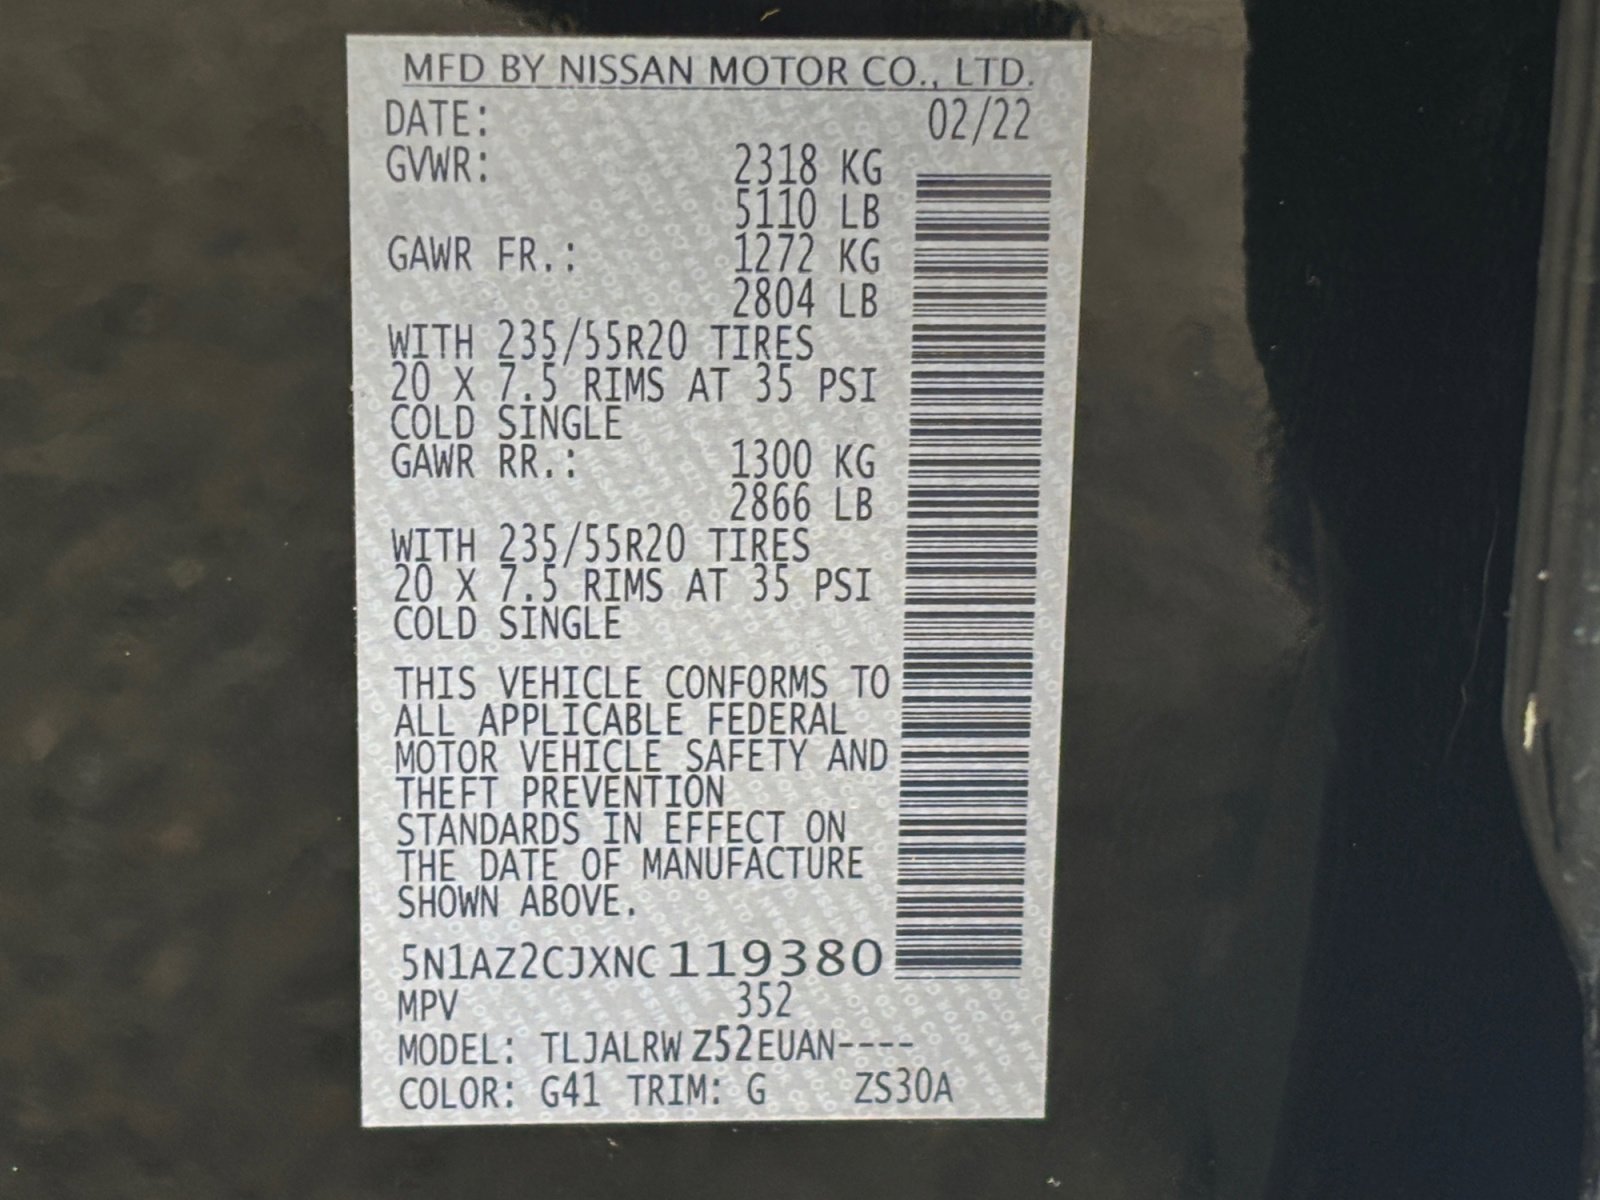 MFD BY NISSAN MOTOR CO., LTD.
DATE: 02/22
GVWR: 2318 KG
5110 LB
GAWR FR.: 1272 KG
2804 LB
WITH 235/55R20 TIRES
20 X 7.5 RIMS AT 35 PSI
COLD SINGLE
GAWR RR.: 1300 KG
2866 LB
WITH 235/55R20 TIRES
20 X 7.5 RIMS AT 35 PSI
COLD SINGLE
THIS VEHICLE CONFORMS TO
ALL APPLICABLE FEDERAL
MOTOR VEHICLE SAFETY AND
THEFT PREVENTION
STANDARDS IN EFFECT ON
THE DATE OF MANUFACTURE
SHOWN ABOVE.
5N1AZ2CJXNC119380
MPV 352
MODEL: TLJALRWZ52EUAN----
COLOR: G41 TRIM: G ZS30A